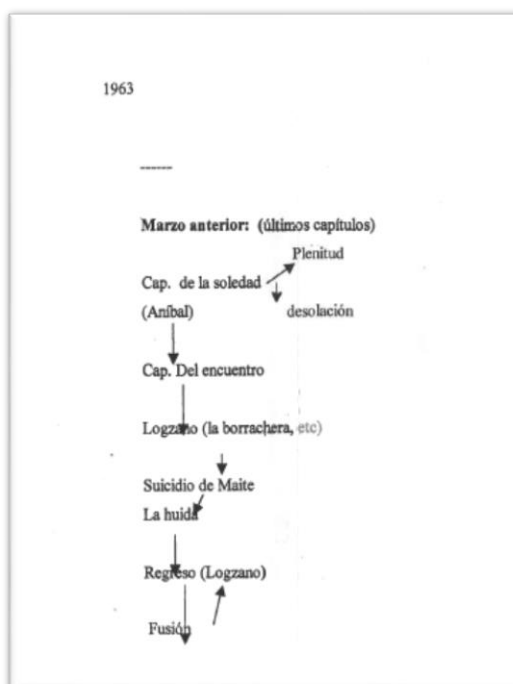 1963
------
Marzo anterior: (últimos capítulos)
Plenitud
Cap. de la soledad
(Aníbal)
desolación
Cap. Del encuentro
Logzano (la borrachera, etc)
Suicidio de Maite
La huida
Regreso (Logzano)
Fusión